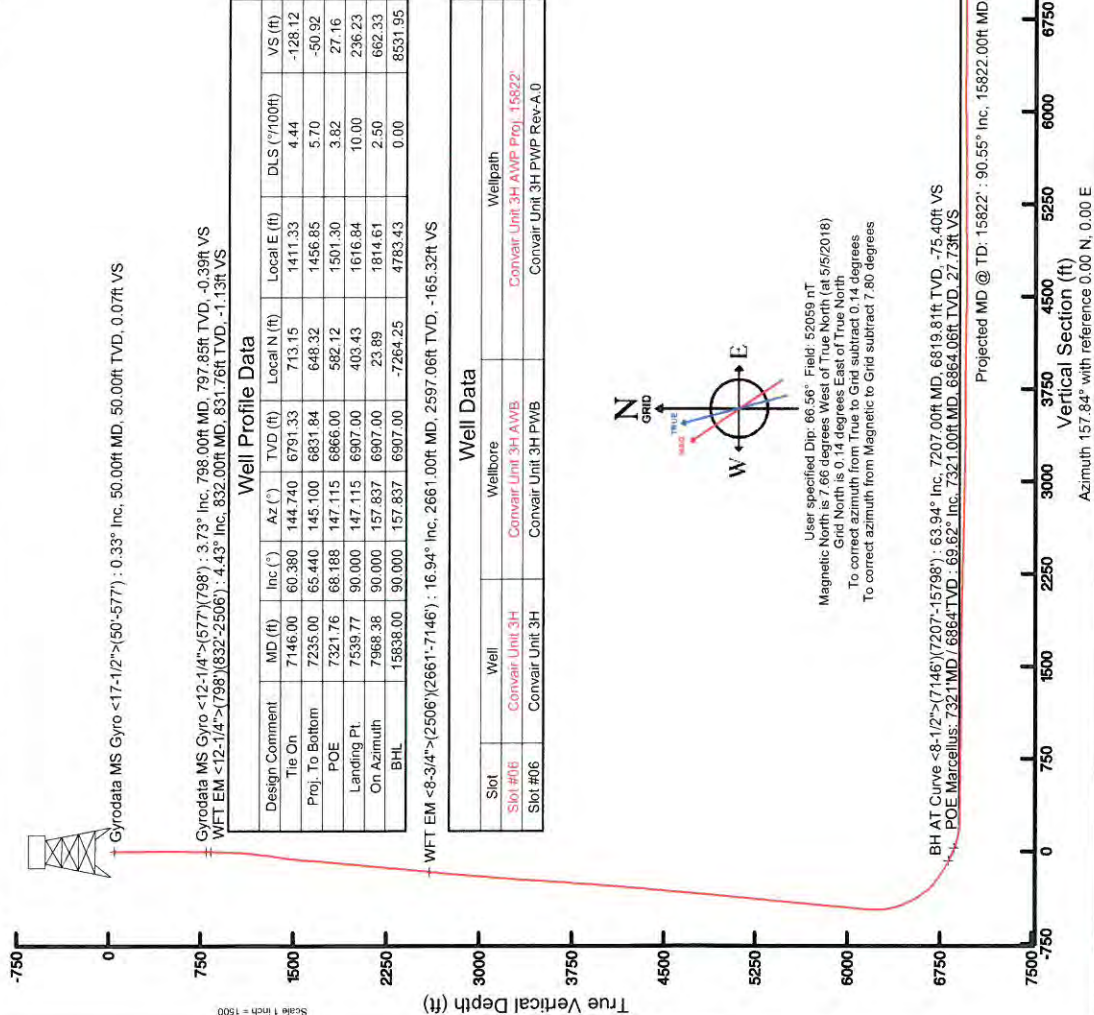 Scale 1 inch = 1500
True Vertical Depth (ft)
-750
0
750
1500
2250
3000
3750
4500
5250
6000
6750
7500
Gyrodata MS Gyro <17-1/2">(50'-577') : 0.33° Inc, 50.00ft MD, 50.00ft TVD, 0.07ft VS
Gyrodata MS Gyro <12-1/4">(577')(798') : 3.73° Inc, 798.00ft MD, 797.85ft TVD, -0.39ft VS
WFT EM <12-1/4">(798')(832'-2506') : 4.43° Inc, 832.00ft MD, 831.76ft TVD, -1.13ft VS
Well Profile Data
Design Comment MD (ft) Inc (°) Az (°) TVD (ft) Local N (ft) Local E (ft) DLS (°/100ft) VS (ft)
Tie On 7146.00 60.380 144.740 6791.33 713.15 1411.33 4.44 -128.12
Proj. To Bottom 7235.00 65.440 145.100 6831.84 648.32 1456.85 5.70 -50.92
POE 7321.76 68.188 147.115 6866.00 582.12 1501.30 3.82 27.16
Landing Pt. 7539.77 90.000 147.115 6907.00 403.43 1616.84 10.00 236.23
On Azimuth 7968.38 90.000 157.837 6907.00 23.89 1814.61 2.50 662.33
BHL 15838.00 90.000 157.837 6907.00 -7264.25 4783.43 0.00 8531.95
WFT EM <8-3/4">(2506')(2661'-7146') : 16.94° Inc, 2661.00ft MD, 2597.06ft TVD, -165.32ft VS
Well Data
Slot Well Wellbore Wellpath
Slot #06 Convair Unit 3H Convair Unit 3H AWB Convair Unit 3H AWP Proj: 15822'
Slot #06 Convair Unit 3H Convair Unit 3H PWB Convair Unit 3H PWP Rev-A.0
N
GRID
TRUE
MAG
W E
User specified Dip: 66.56° Field: 52059 nT
Magnetic North is 7.66 degrees West of True North (at 5/5/2018)
Grid North is 0.14 degrees East of True North
To correct azimuth from True to Grid subtract 0.14 degrees
To correct azimuth from Magnetic to Grid subtract 7.80 degrees
BH AT Curve <8-1/2">(7146')(7207'-15798') : 63.94° Inc, 7207.00ft MD, 6819.81ft TVD, -75.40ft VS
POE Marcellus: 7321'MD / 6864'TVD : 69.62° Inc, 7321.00ft MD, 6864.06ft TVD, 27.73ft VS
Projected MD @ TD: 15822' : 90.55° Inc, 15822.00ft MD
-750 0 750 1500 2250 3000 3750 4500 5250 6000 6750
Vertical Section (ft)
Azimuth 157.84° with reference 0.00 N, 0.00 E